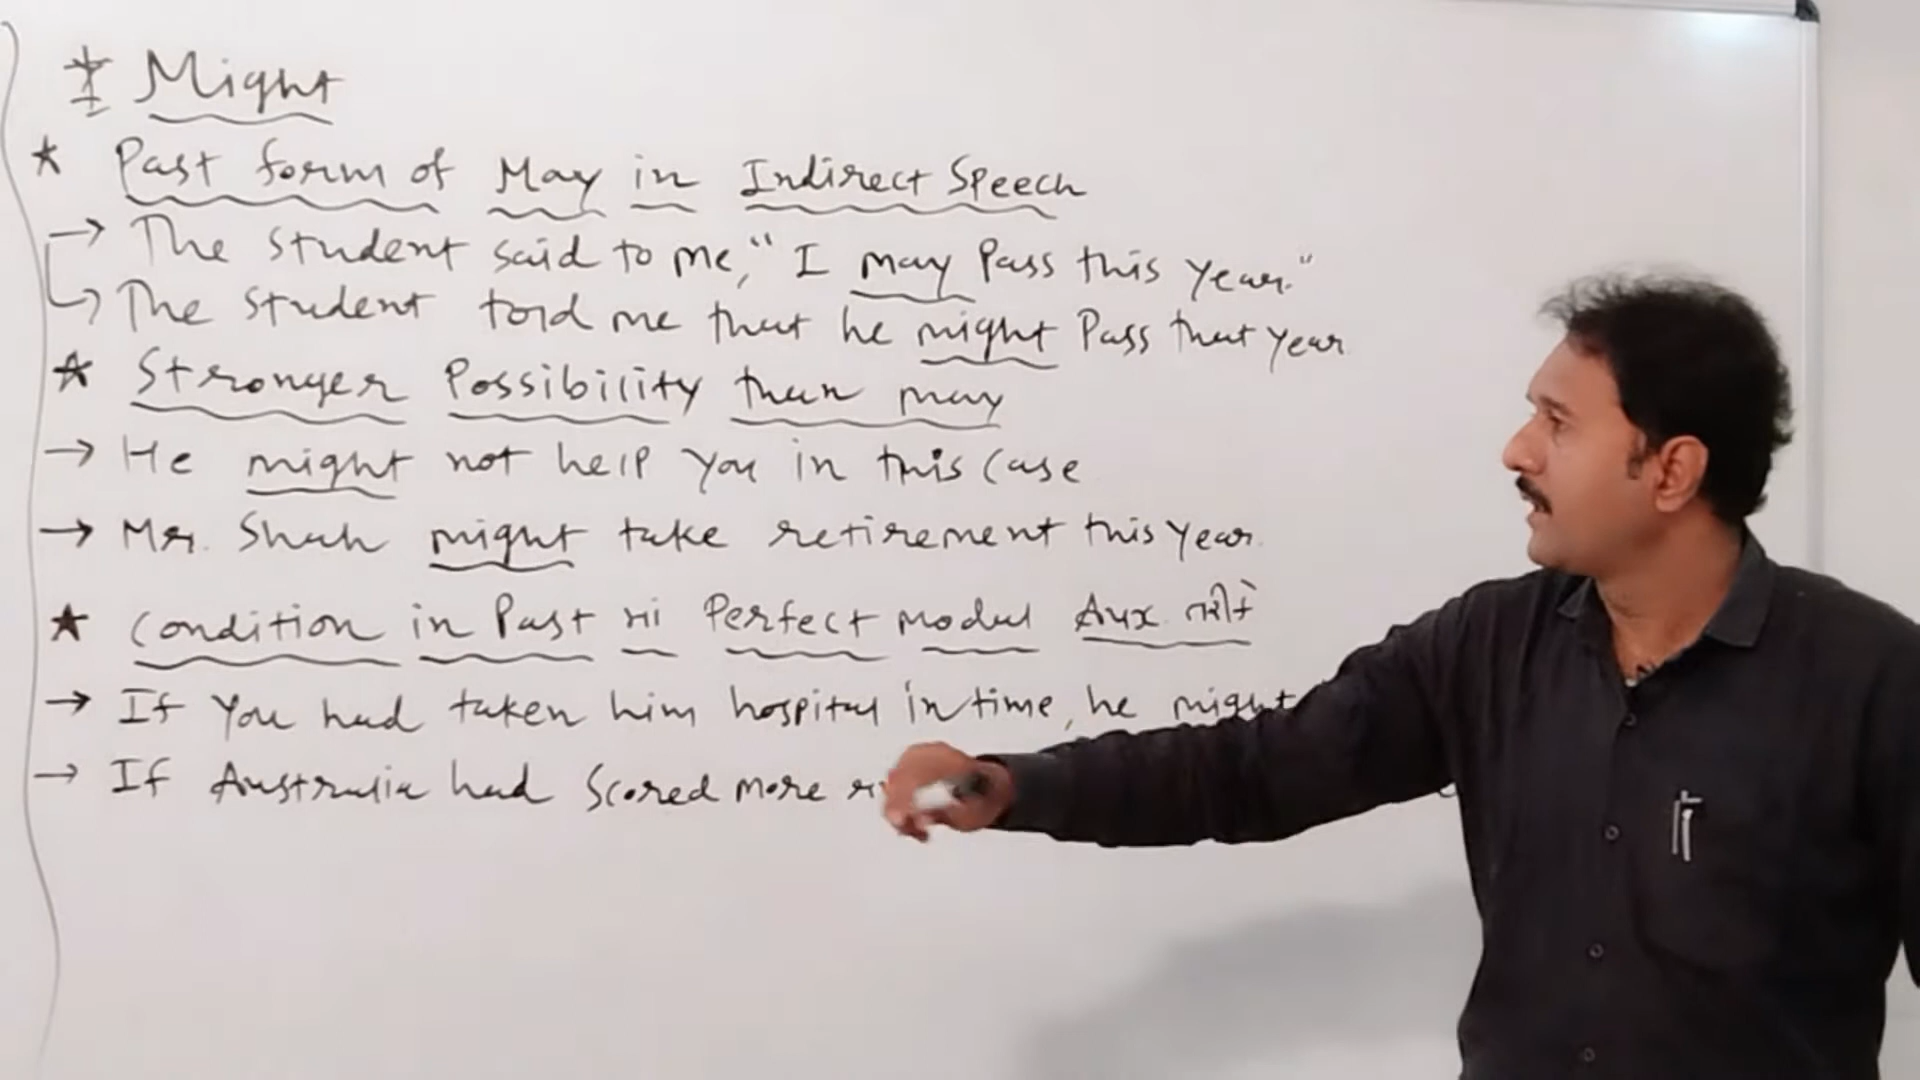 * Might
★ Past form of May in Indirect Speech
→ The student said to me, "I may Pass this year."
→ The student told me that he might Pass that year
★ Stronger Possibility than may
→ He might not help you in this case
→ Mr. Shah might take retirement this year.
★ Condition in Past માં Perfect Modal Aux. તરીકે
→ If you had taken him hospital in time, he might
→ If Australia had scored more